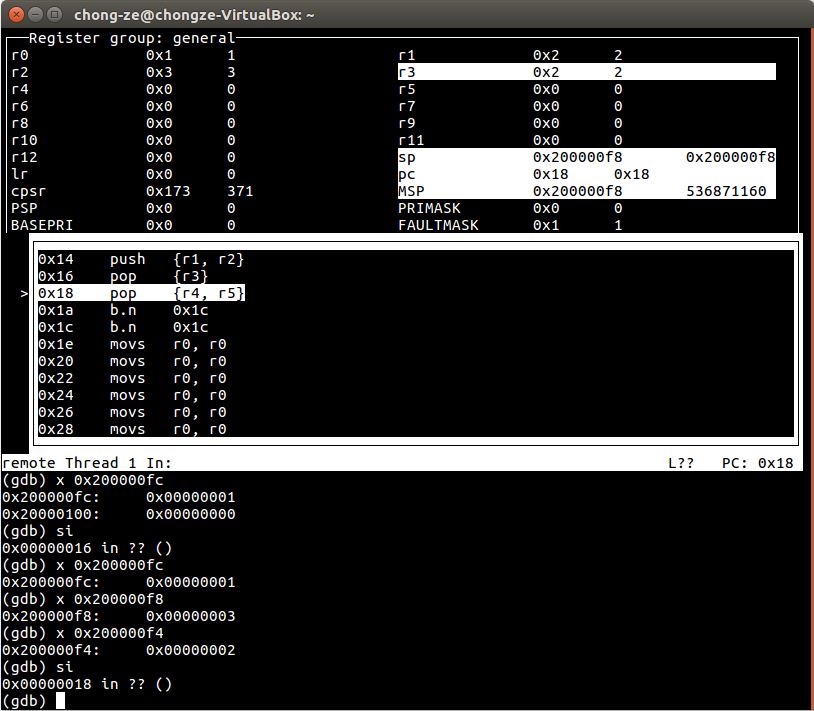 chong-ze@chongze-VirtualBox: ~
Register group: general
r0 0x1 1 r1 0x2 2
r2 0x3 3 r3 0x2 2
r4 0x0 0 r5 0x0 0
r6 0x0 0 r7 0x0 0
r8 0x0 0 r9 0x0 0
r10 0x0 0 r11 0x0 0
r12 0x0 0 sp 0x200000f8 0x200000f8
lr 0x0 0 pc 0x18 0x18
cpsr 0x173 371 MSP 0x200000f8 536871160
PSP 0x0 0 PRIMASK 0x0 0
BASEPRI 0x0 0 FAULTMASK 0x1 1
0x14 push {r1, r2}
0x16 pop {r3}
> 0x18 pop {r4, r5}
0x1a b.n 0x1c
0x1c b.n 0x1c
0x1e movs r0, r0
0x20 movs r0, r0
0x22 movs r0, r0
0x24 movs r0, r0
0x26 movs r0, r0
0x28 movs r0, r0
remote Thread 1 In: L?? PC: 0x18
(gdb) x 0x200000fc
0x200000fc: 0x00000001
0x20000100: 0x00000000
(gdb) si
0x00000016 in ?? ()
(gdb) x 0x200000fc
0x200000fc: 0x00000001
(gdb) x 0x200000f8
0x200000f8: 0x00000003
(gdb) x 0x200000f4
0x200000f4: 0x00000002
(gdb) si
0x00000018 in ?? ()
(gdb)